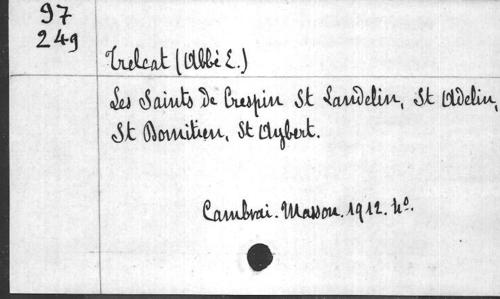 97
249
Trelcat (Abbé E.)
Les Saints de Crespin St Landelin, St Adelin,
St Domitien, St Aybert.
Cambrai. Masson. 1912. 4°.